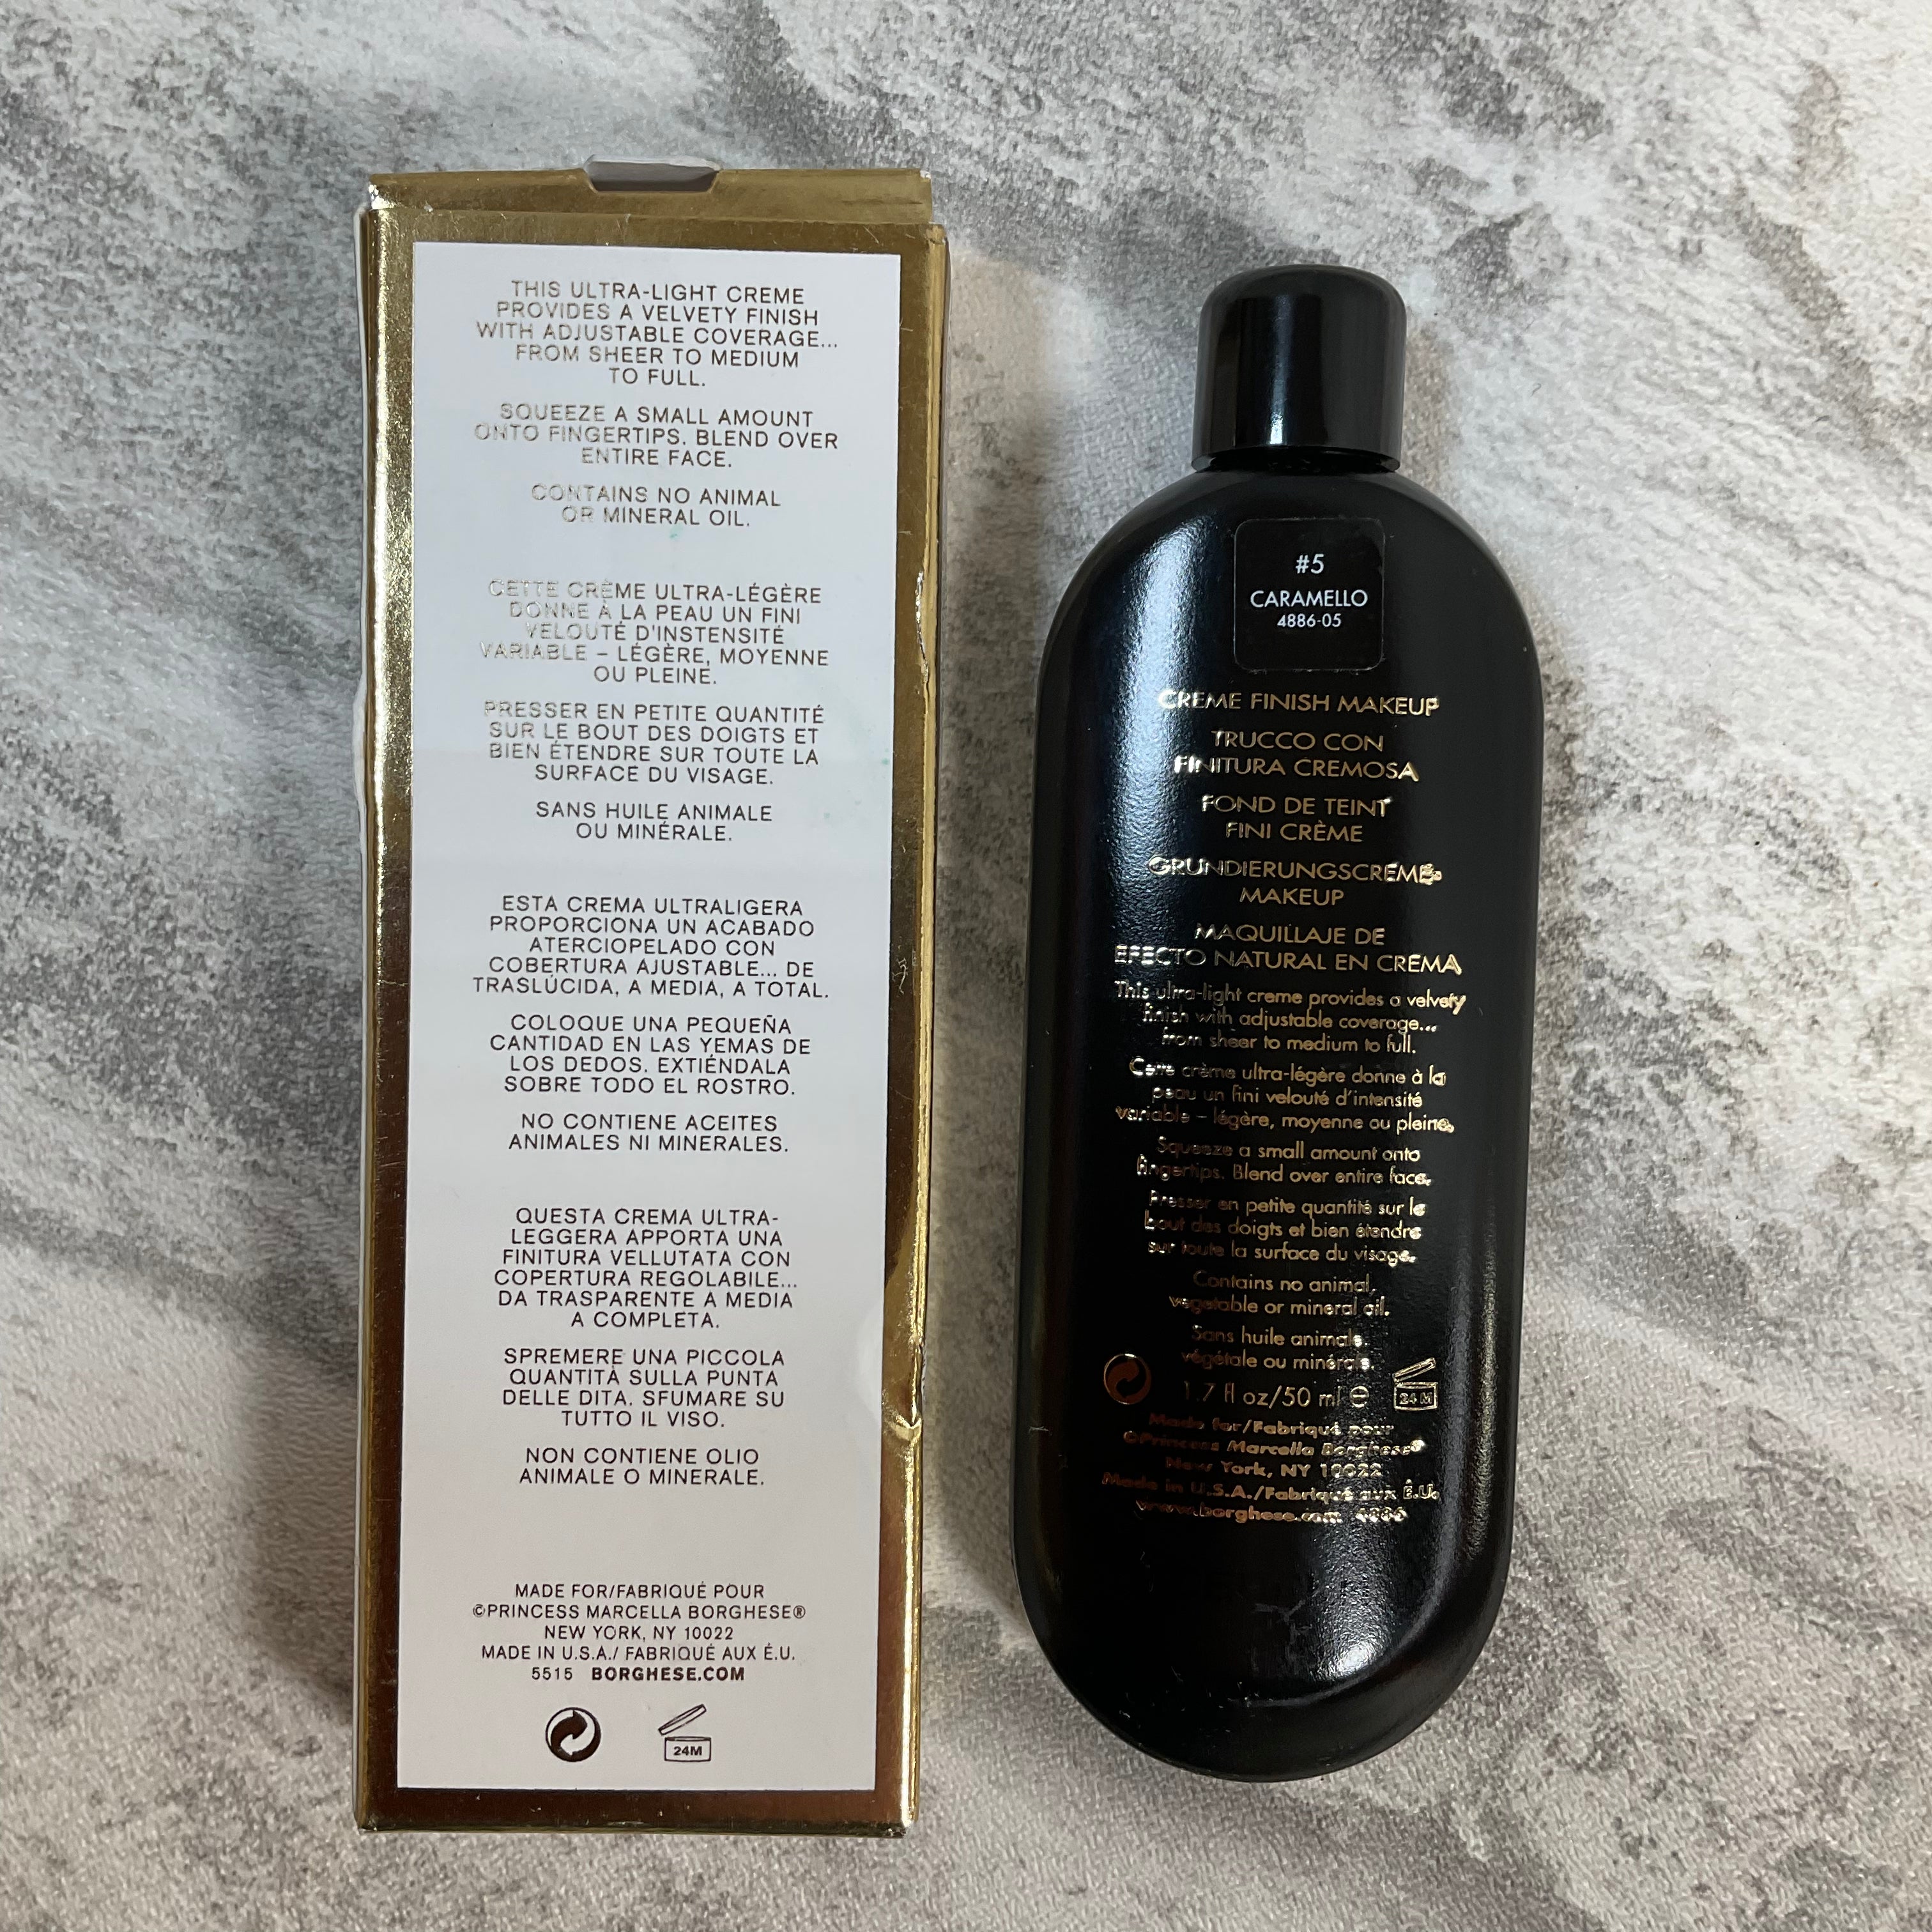 THIS ULTRA-LIGHT CREME
PROVIDES A VELVETY FINISH
WITH ADJUSTABLE COVERAGE...
FROM SHEER TO MEDIUM
TO FULL.
SQUEEZE A SMALL AMOUNT
ONTO FINGERTIPS. BLEND OVER
ENTIRE FACE.
CONTAINS NO ANIMAL
OR MINERAL OIL.
CETTE CRÈME ULTRA-LÉGÈRE
DONNE À LA PEAU UN FINI
VELOUTÉ D'INSTENSITÉ
VARIABLE – LÉGÈRE, MOYENNE
OU PLEINE.
PRESSER EN PETITE QUANTITÉ
SUR LE BOUT DES DOIGTS ET
BIEN ÉTENDRE SUR TOUTE LA
SURFACE DU VISAGE.
SANS HUILE ANIMALE
OU MINÉRALE.
ESTA CREMA ULTRALIGERA
PROPORCIONA UN ACABADO
ATERCIOPELADO CON
COBERTURA AJUSTABLE... DE
TRASLÚCIDA, A MEDIA, A TOTAL.
COLOQUE UNA PEQUEÑA
CANTIDAD EN LAS YEMAS DE
LOS DEDOS. EXTIÉNDALA
SOBRE TODO EL ROSTRO.
NO CONTIENE ACEITES
ANIMALES NI MINERALES.
QUESTA CREMA ULTRA-
LEGGERA APPORTA UNA
FINITURA VELLUTATA CON
COPERTURA REGOLABILE...
DA TRASPARENTE A MEDIA
A COMPLETA.
SPREMERE UNA PICCOLA
QUANTITÀ SULLA PUNTA
DELLE DITA. SFUMARE SU
TUTTO IL VISO.
NON CONTIENE OLIO
ANIMALE O MINERALE.
MADE FOR/FABRIQUÉ POUR
©PRINCESS MARCELLA BORGHESE®
NEW YORK, NY 10022
MADE IN U.S.A./ FABRIQUÉ AUX É.U.
5515 BORGHESE.COM
24M
#5
CARAMELLO
4886-05
CREME FINISH MAKEUP
TRUCCO CON
FINITURA CREMOSA
FOND DE TEINT
FINI CRÈME
GRUNDIERUNGSCREME-
MAKEUP
MAQUILLAJE DE
EFECTO NATURAL EN CREMA
This ultra-light creme provides a velvety
finish with adjustable coverage...
from sheer to medium to full.
Cette crème ultra-légère donne à la
peau un fini velouté d'intensité
variable – légère, moyenne ou pleine.
Squeeze a small amount onto
fingertips. Blend over entire face.
Presser en petite quantité sur le
bout des doigts et bien étendre
sur toute la surface du visage.
Contains no animal,
vegetable or mineral oil.
Sans huile animale,
végétale ou minérale.
1.7 fl oz/50 ml e 24 M
Made for/Fabriqué pour
©Princess Marcella Borghese®
New York, NY 10022
Made in U.S.A./Fabriqué aux É.U.
www.borghese.com 4886